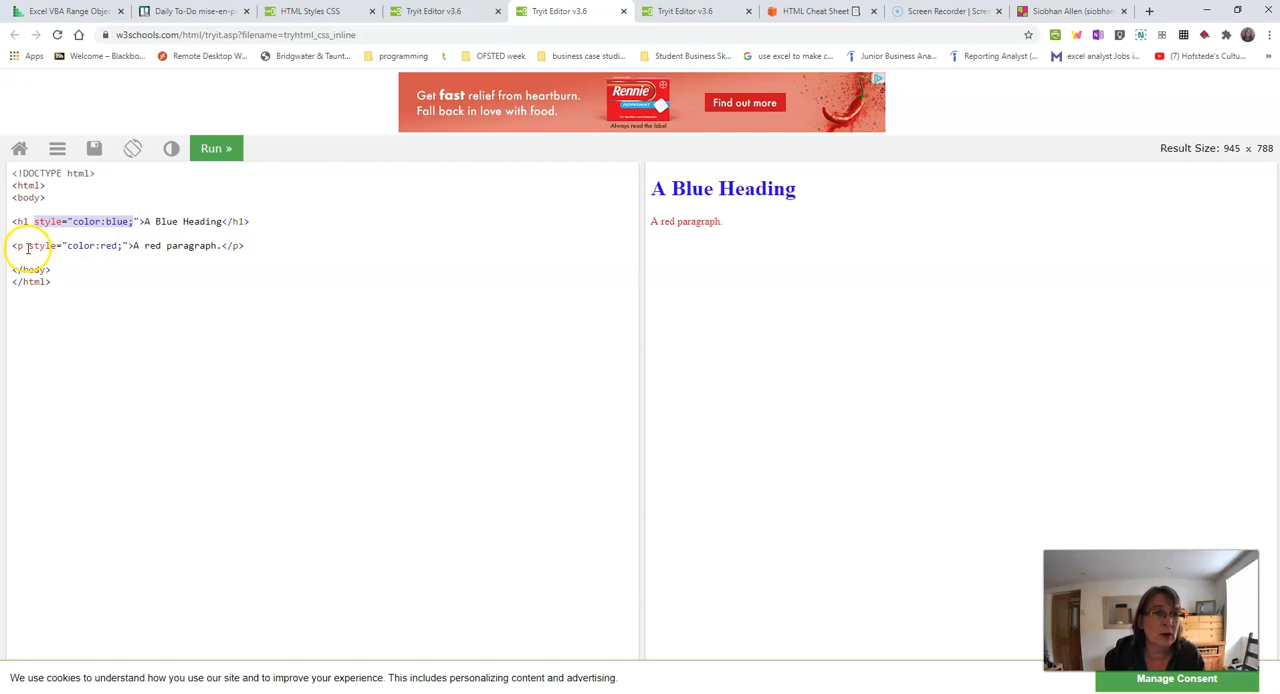 Excel VBA Range Obje
Daily To-Do mise-en-pl
HTML Styles CSS
Tryit Editor v3.6
Tryit Editor v3.6
Tryit Editor v3.6
HTML Cheat Sheet
Screen Recorder | Scree
Siobhan Allen (siobhan
w3schools.com/html/tryit.asp?filename=tryhtml_css_inline
Apps
Welcome – Blackbo...
Remote Desktop W...
Bridgwater & Taunt...
programming
t
OFSTED week
business case studi...
Student Business Sk...
use excel to make c...
Junior Business Ana...
Reporting Analyst (...
excel analyst Jobs i...
(7) Hofstede's Cultu...
»
Get fast relief from heartburn.
Fall back in love with food.
Rennie
PEPPERMINT
Always read the label
Find out more
Run »
Result Size: 945 x 788
<!DOCTYPE html>
<html>
<body>
<h1 style="color:blue;">A Blue Heading</h1>
<p style="color:red;">A red paragraph.</p>
</body>
</html>
A Blue Heading
A red paragraph.
We use cookies to understand how you use our site and to improve your experience. This includes personalizing content and advertising.
Manage Consent